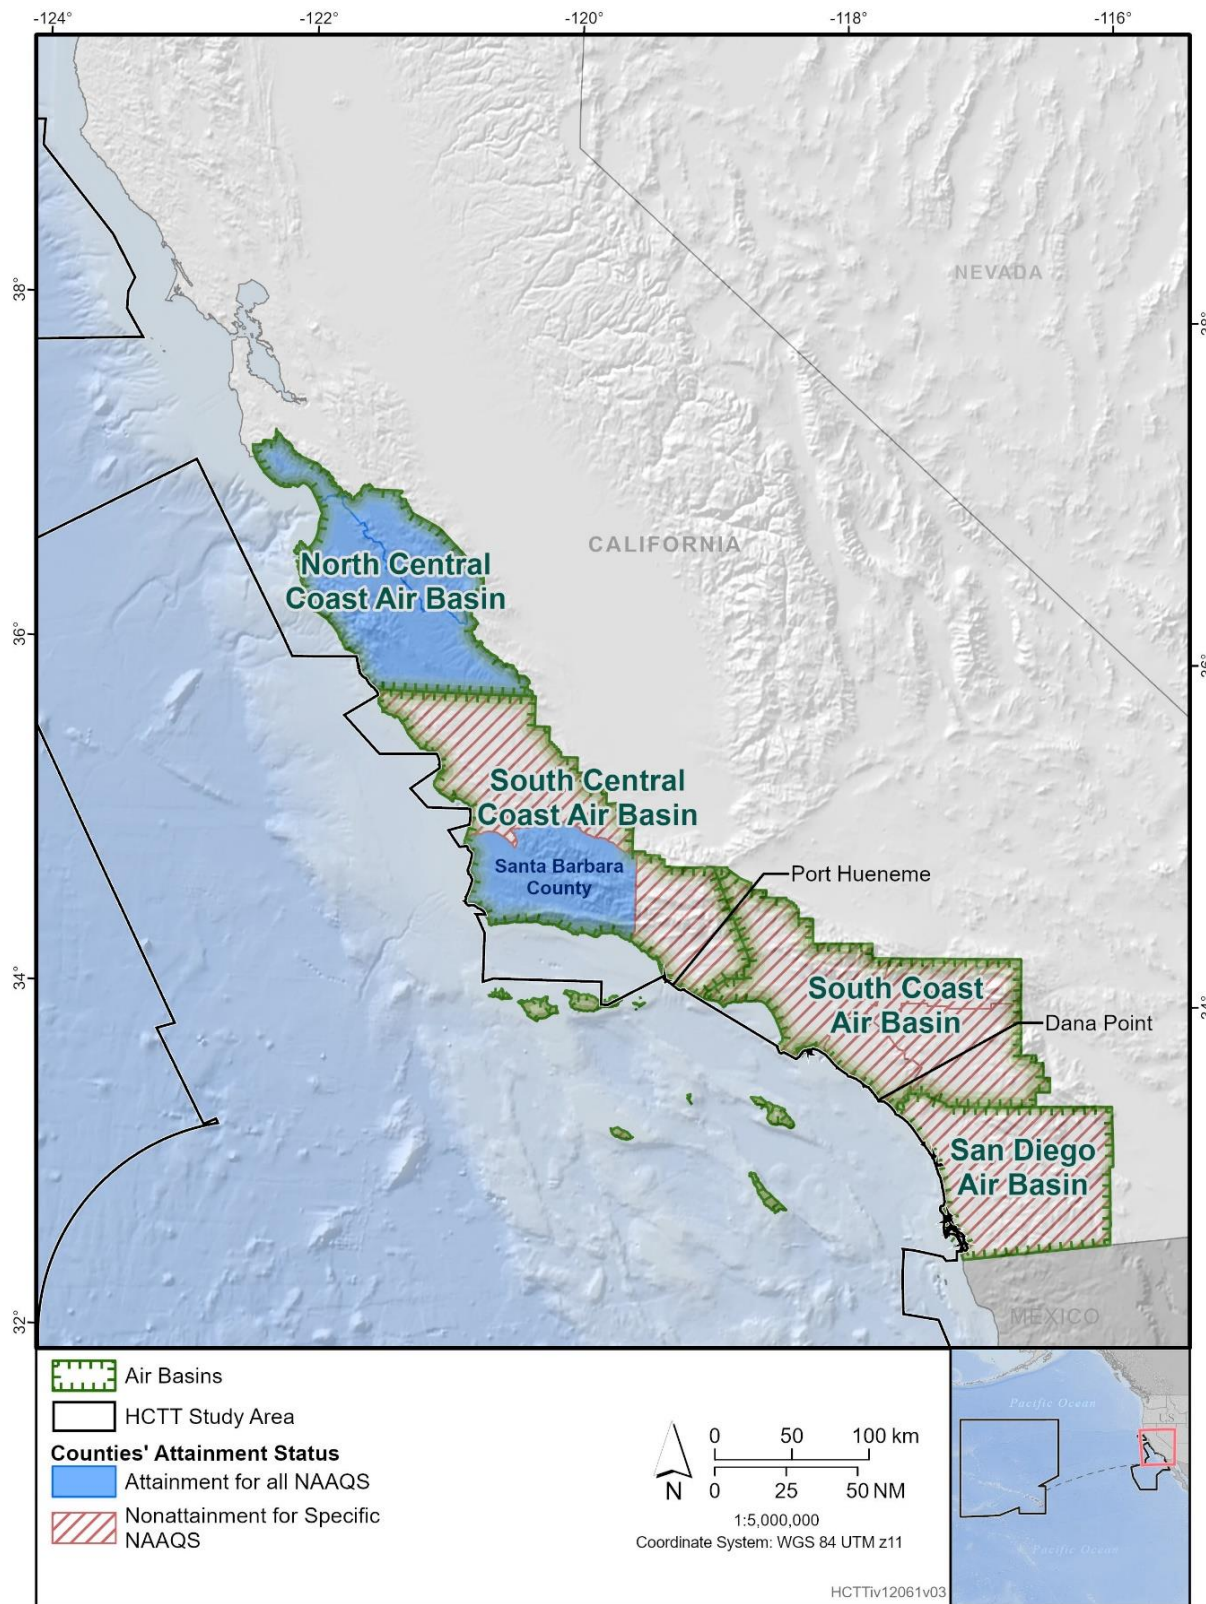 -124°
-122°
-120°
-118°
-116°
38°
38°
NEVADA
CALIFORNIA
North Central
Coast Air Basin
36°
36°
South Central
Coast Air Basin
Santa Barbara
County
Port Hueneme
34°
34°
South Coast
Air Basin
Dana Point
San Diego
Air Basin
32°
MEXICO
Air Basins
HCTT Study Area
Counties' Attainment Status
Attainment for all NAAQS
Nonattainment for Specific
NAAQS
N
0 50 100 km
0 25 50 NM
1:5,000,000
Coordinate System: WGS 84 UTM z11
HCTTiv12061v03
Pacific Ocean
US
Pacific Ocean